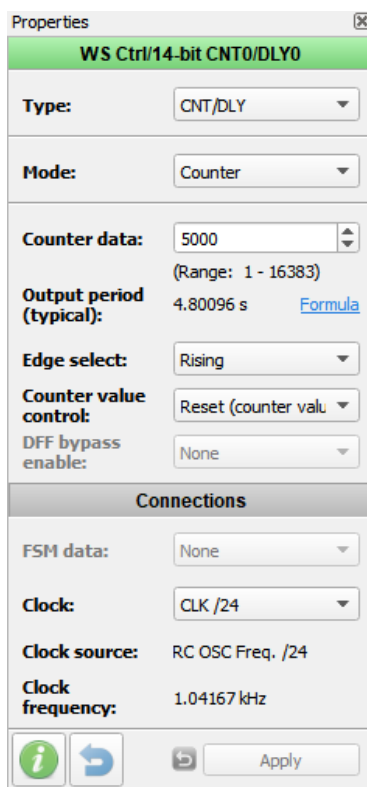 Properties
WS Ctrl/14-bit CNT0/DLY0
Type: CNT/DLY
Mode: Counter
Counter data: 5000
(Range: 1 - 16383)
Output period (typical): 4.80096 s Formula
Edge select: Rising
Counter value control: Reset (counter valu
DFF bypass enable: None
Connections
FSM data: None
Clock: CLK /24
Clock source: RC OSC Freq. /24
Clock frequency: 1.04167 kHz
Apply